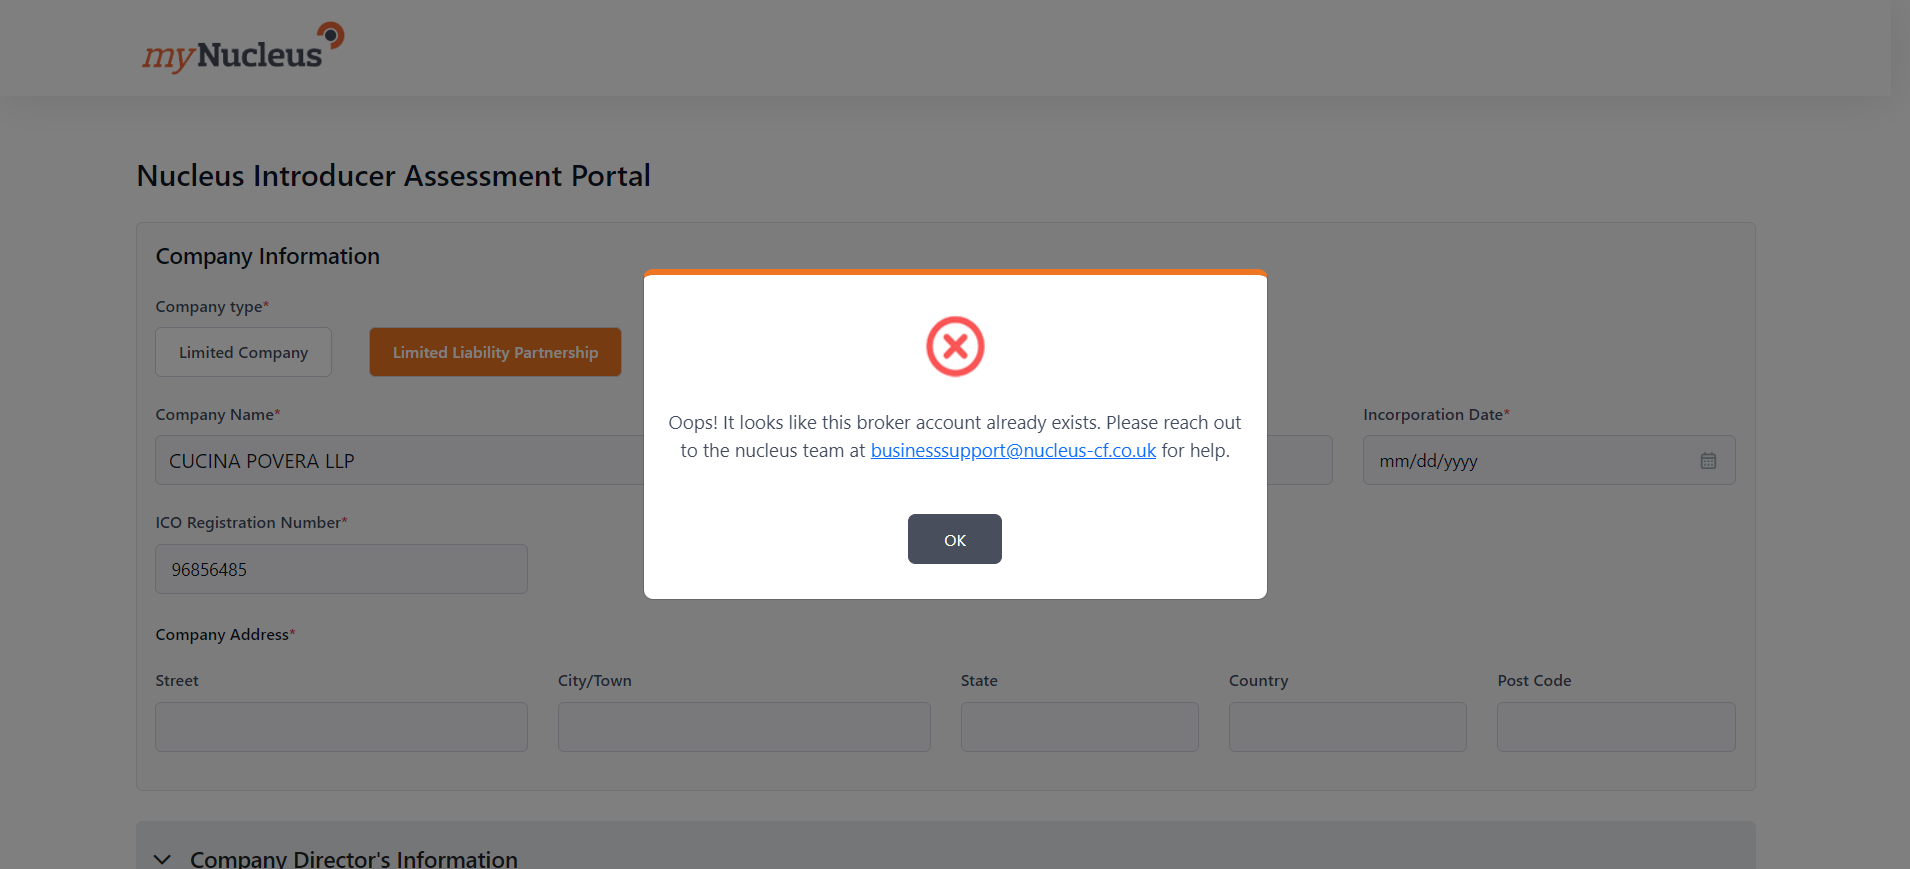 myNucleus
Nucleus Introducer Assessment Portal
Company Information
Company type*
Limited Company
Limited Liability Partnership
Company Name*
Incorporation Date*
CUCINA POVERA LLP
mm/dd/yyyy
Oops! It looks like this broker account already exists. Please reach out
to the nucleus team at businesssupport@nucleus-cf.co.uk for help.
OK
ICO Registration Number*
96856485
Company Address*
Street
City/Town
State
Country
Post Code
Company Director's Information